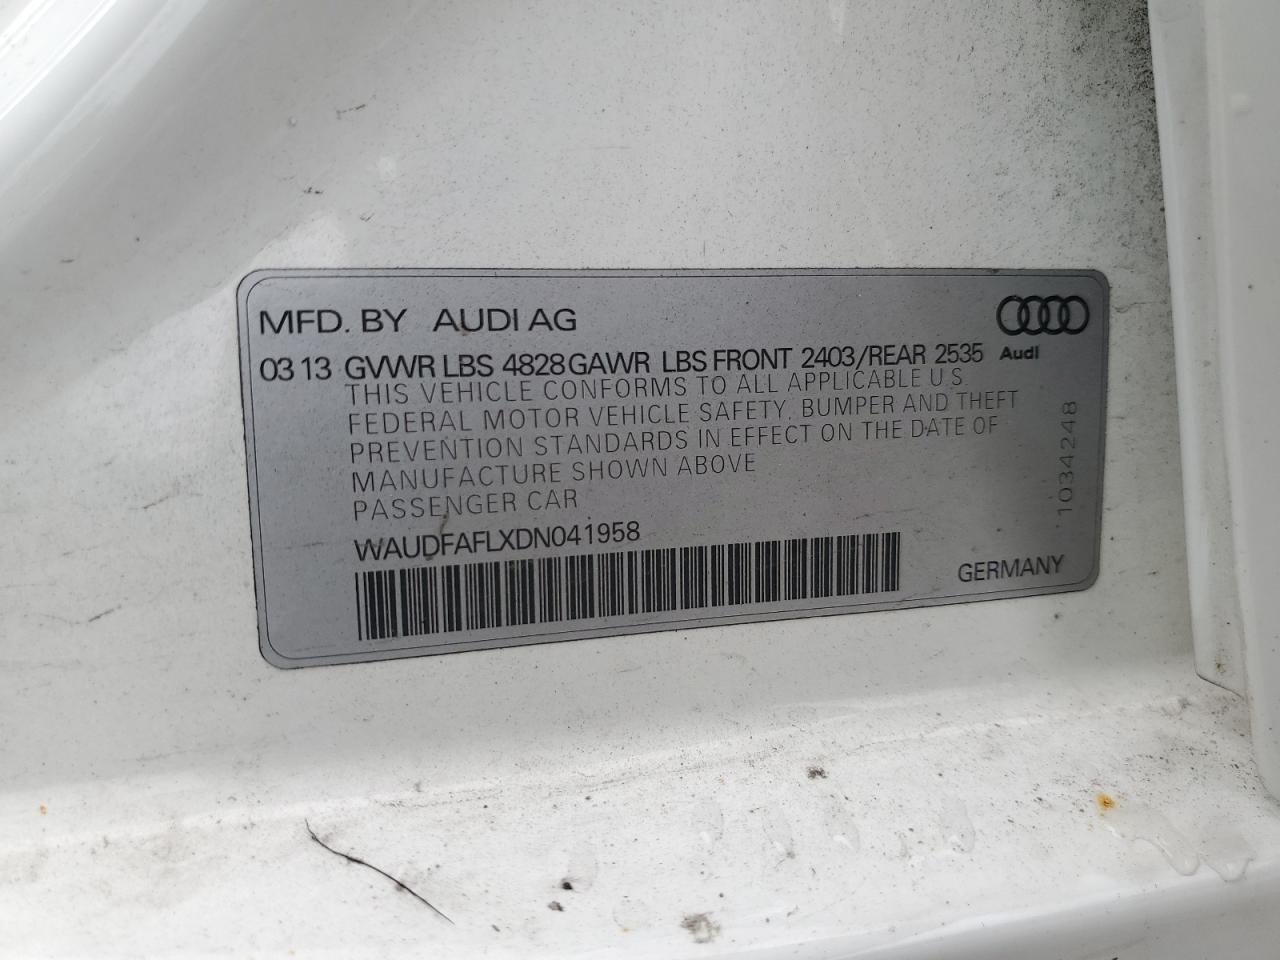 MFD. BY AUDI AG
03 13 GVWR LBS 4828 GAWR LBS FRONT 2403/REAR 2535
Audi
THIS VEHICLE CONFORMS TO ALL APPLICABLE U.S.
FEDERAL MOTOR VEHICLE SAFETY, BUMPER AND THEFT
PREVENTION STANDARDS IN EFFECT ON THE DATE OF
MANUFACTURE SHOWN ABOVE
PASSENGER CAR
WAUDFAFLXDN041958
GERMANY
1034248